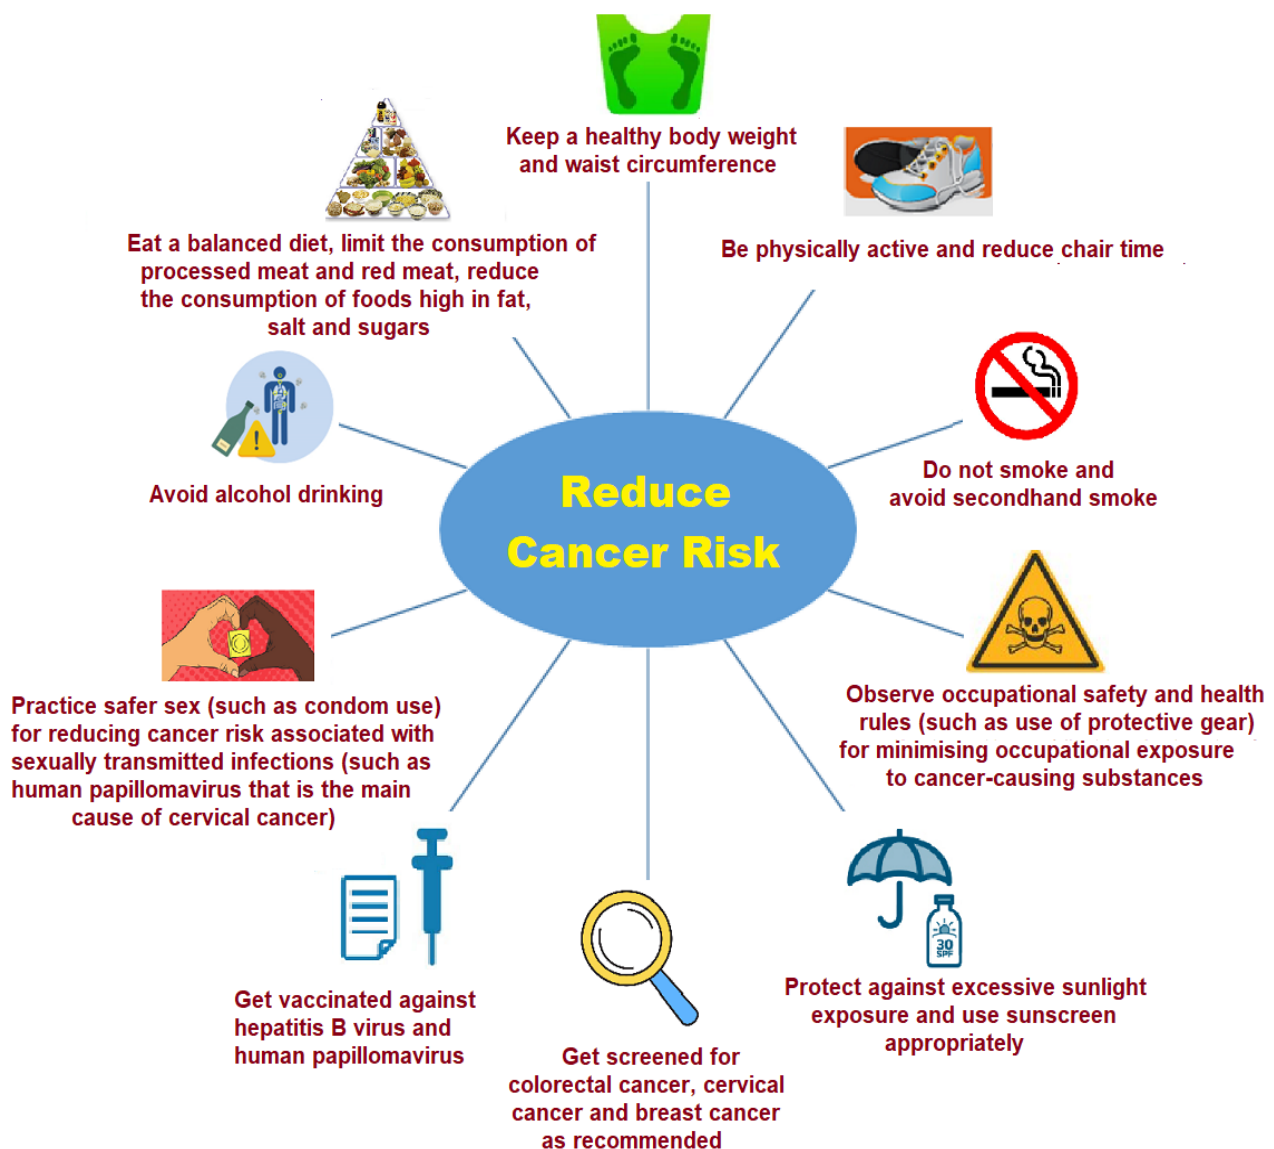 Keep a healthy body weight
and waist circumference
Be physically active and reduce chair time
Do not smoke and
avoid secondhand smoke
Observe occupational safety and health
rules (such as use of protective gear)
for minimising occupational exposure
to cancer-causing substances
30
SPF
Protect against excessive sunlight
exposure and use sunscreen
appropriately
Get screened for
colorectal cancer, cervical
cancer and breast cancer
as recommended
Get vaccinated against
hepatitis B virus and
human papillomavirus
Practice safer sex (such as condom use)
for reducing cancer risk associated with
sexually transmitted infections (such as
human papillomavirus that is the main
cause of cervical cancer)
Avoid alcohol drinking
Eat a balanced diet, limit the consumption of
processed meat and red meat, reduce
the consumption of foods high in fat,
salt and sugars
Reduce
Cancer Risk